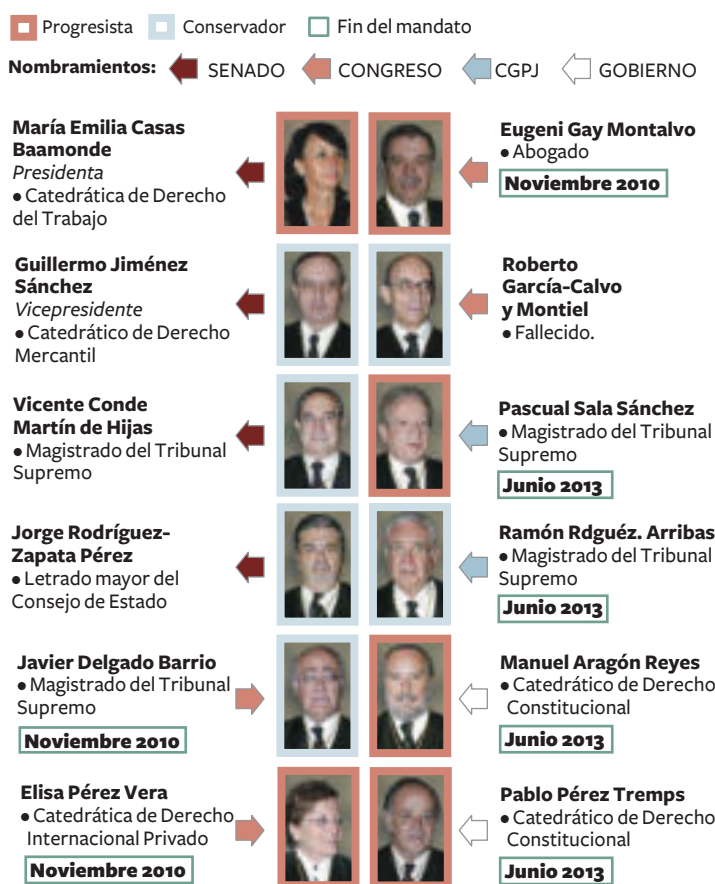 Progresista Conservador Fin del mandato
Nombramientos: SENADO CONGRESO CGPJ GOBIERNO
María Emilia Casas
Baamonde
Presidenta
• Catedrática de Derecho
del Trabajo
Eugeni Gay Montalvo
• Abogado
Noviembre 2010
Guillermo Jiménez
Sánchez
Vicepresidente
• Catedrático de Derecho
Mercantil
Roberto
García-Calvo
y Montiel
• Fallecido.
Vicente Conde
Martín de Hijas
• Magistrado del Tribunal
Supremo
Pascual Sala Sánchez
• Magistrado del Tribunal
Supremo
Junio 2013
Jorge Rodríguez-
Zapata Pérez
• Letrado mayor del
Consejo de Estado
Ramón Rdguéz. Arribas
• Magistrado del Tribunal
Supremo
Junio 2013
Javier Delgado Barrio
• Magistrado del Tribunal
Supremo
Noviembre 2010
Manuel Aragón Reyes
• Catedrático de Derecho
Constitucional
Junio 2013
Elisa Pérez Vera
• Catedrática de Derecho
Internacional Privado
Noviembre 2010
Pablo Pérez Tremps
• Catedrático de Derecho
Constitucional
Junio 2013